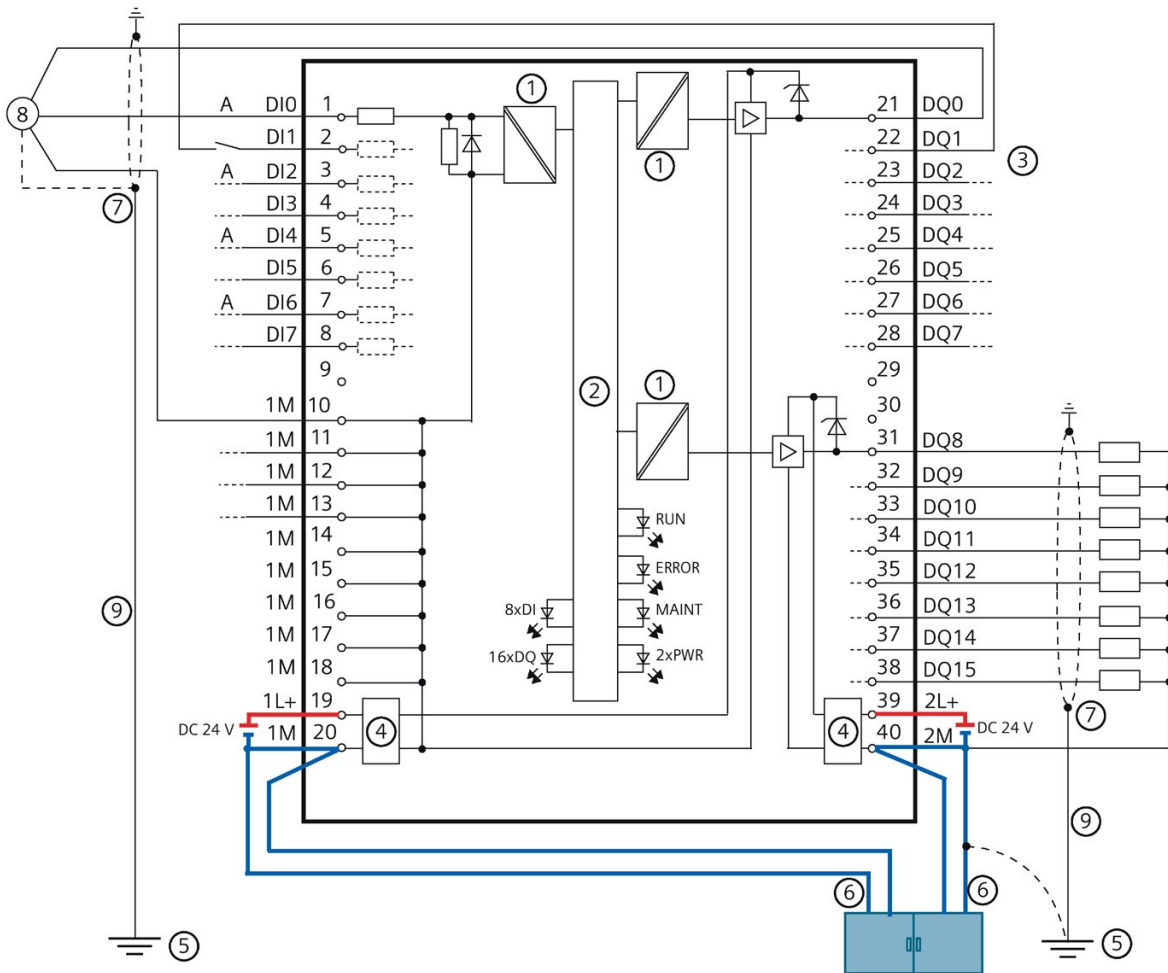 ①
21 DQ0
A DI0 1
⑧
22 DQ1
DI1 2
①
③
A DI2 3
23 DQ2
⑦
DI3 4
24 DQ3
A DI4 5
25 DQ4
DI5 6
26 DQ5
A DI6 7
27 DQ6
DI7 8
28 DQ7
9
29
②
①
1M 10
30
1M 11
31 DQ8
1M 12
32 DQ9
1M 13
33 DQ10
RUN
1M 14
34 DQ11
1M 15
ERROR
35 DQ12
⑨
1M 16
8xDI
MAINT
36 DQ13
1M 17
37 DQ14
16xDQ
2xPWR
1M 18
38 DQ15
1L+ 19
39 2L+
⑦
DC 24 V
④
④
DC 24 V
1M 20
40 2M
⑨
⑥
⑥
⑤
⑤